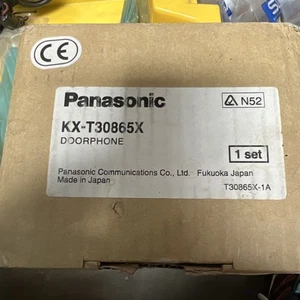 CE
Panasonic
N52
KX-T30865X
DOORPHONE
1 set
Panasonic Communications Co., Ltd. Fukuoka Japan
Made in Japan
T30865X-1A